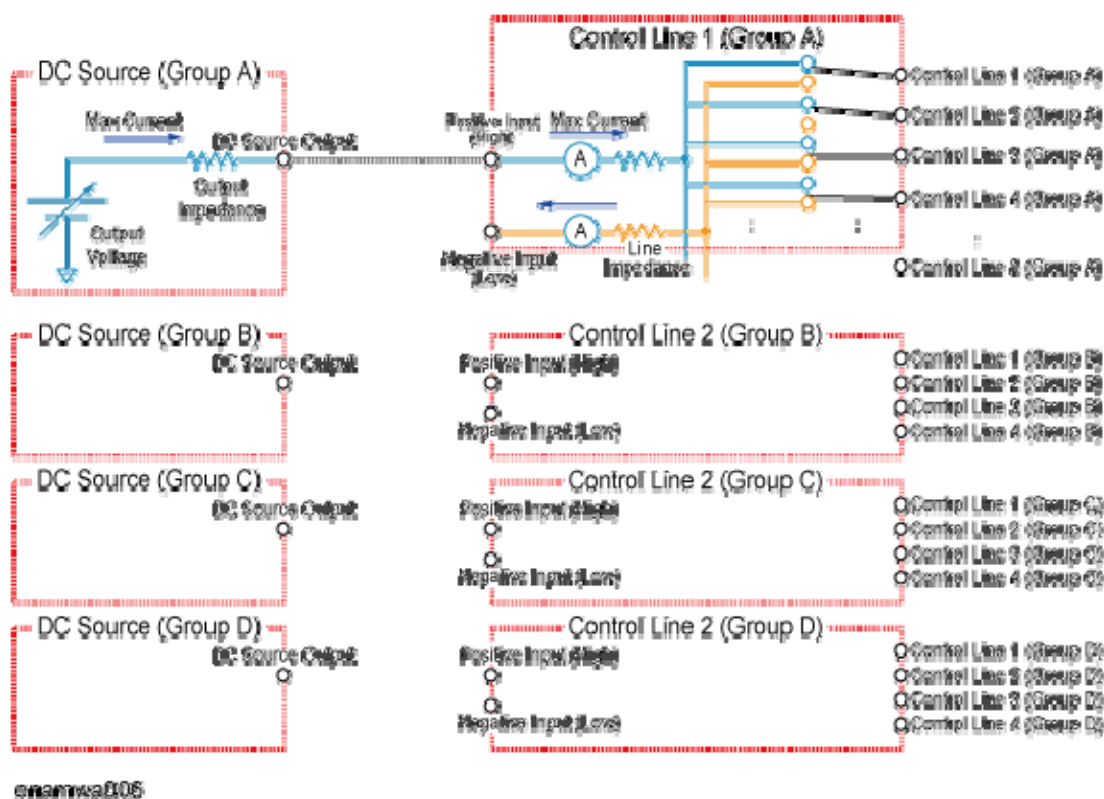 Control Line 1 (Group A)
DC Source (Group A)
Max Current
DC Source Output
Output Impedance
Output Voltage
Positive Input (High)
Max Current
Negative Input (Low)
Line Impedance
Control Line 1 (Group A)
Control Line 2 (Group A)
Control Line 3 (Group A)
Control Line 4 (Group A)
Control Line (Group A)
A
A
DC Source (Group B)
DC Source Output
Control Line 2 (Group B)
Positive Input (High)
Negative Input (Low)
Control Line 1 (Group B)
Control Line 2 (Group B)
Control Line 3 (Group B)
Control Line 4 (Group B)
DC Source (Group C)
DC Source Output
Control Line 2 (Group C)
Positive Input (High)
Negative Input (Low)
Control Line 1 (Group C)
Control Line 2 (Group C)
Control Line 3 (Group C)
Control Line 4 (Group C)
DC Source (Group D)
DC Source Output
Control Line 2 (Group D)
Positive Input (High)
Negative Input (Low)
Control Line 1 (Group D)
Control Line 2 (Group D)
Control Line 3 (Group D)
Control Line 4 (Group D)